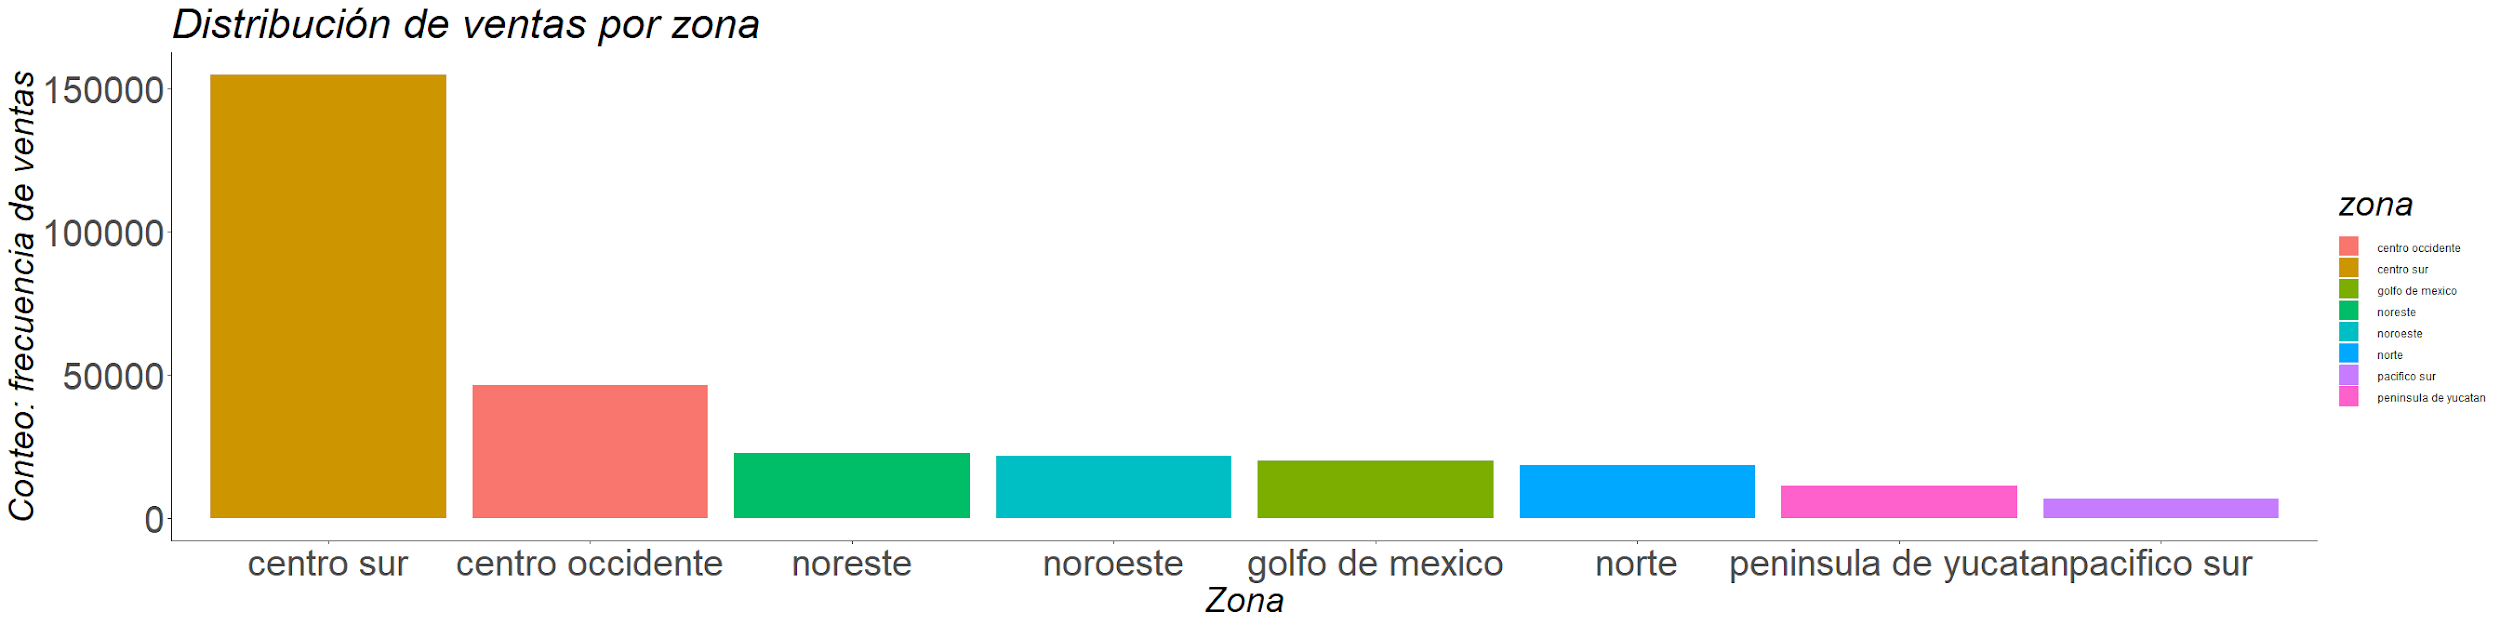 Distribución de ventas por zona
Conteo: frecuencia de ventas
150000
100000
50000
0
centro sur
centro occidente
noreste
noroeste
golfo de mexico
norte
peninsula de yucatan
pacifico sur
Zona
zona
centro occidente
centro sur
golfo de mexico
noreste
noroeste
norte
pacifico sur
peninsula de yucatan